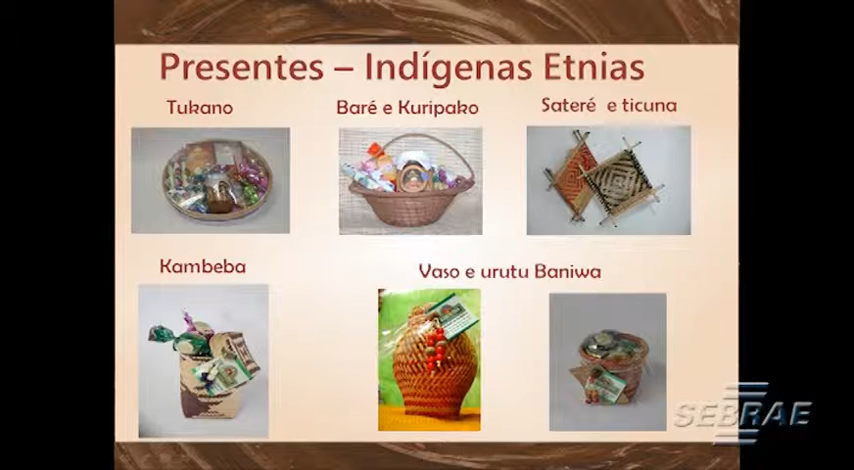 Presentes – Indígenas Etnias
Tukano
Baré e Kuripako
Sateré e ticuna
Kambeba
Vaso e urutu Baniwa
SEBRAE